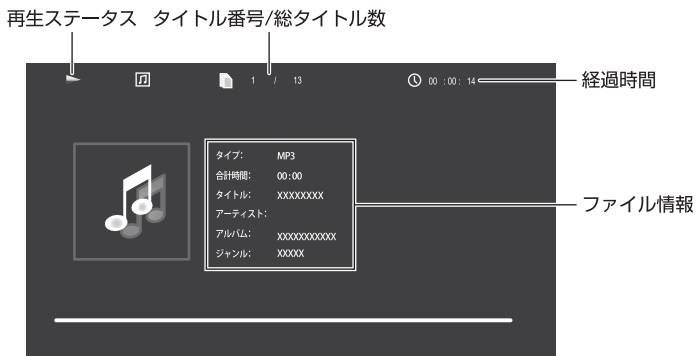 再生ステータス タイトル番号/総タイトル数
1 / 13 00 : 00 : 14 経過時間
タイプ: MP3
合計時間: 00:00
タイトル: XXXXXXXX
ファイル情報
アーティスト:
アルバム: XXXXXXXXXXX
ジャンル: XXXXX